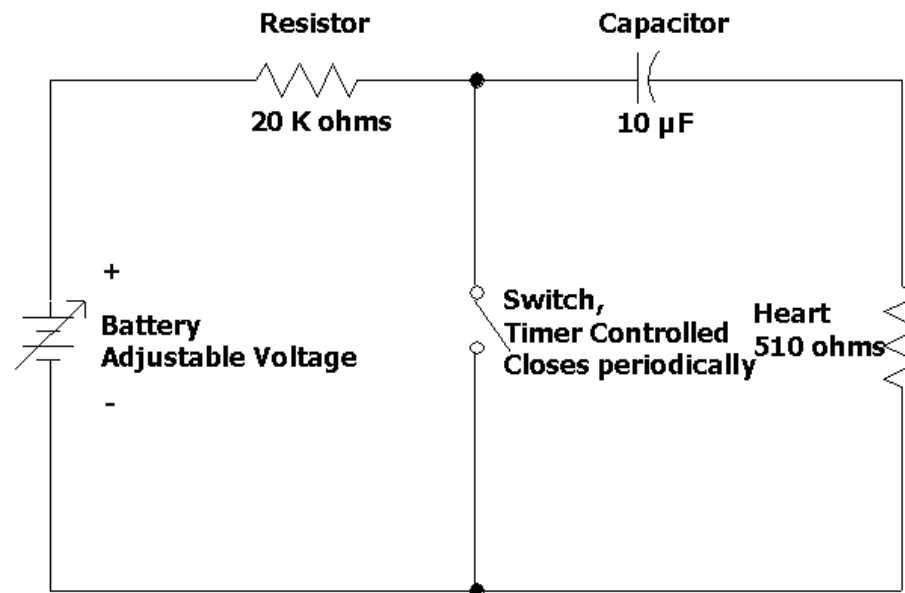 Resistor
Capacitor
20 K ohms
10 µF
+
Battery
Adjustable Voltage
-
Switch,
Timer Controlled
Closes periodically
Heart
510 ohms